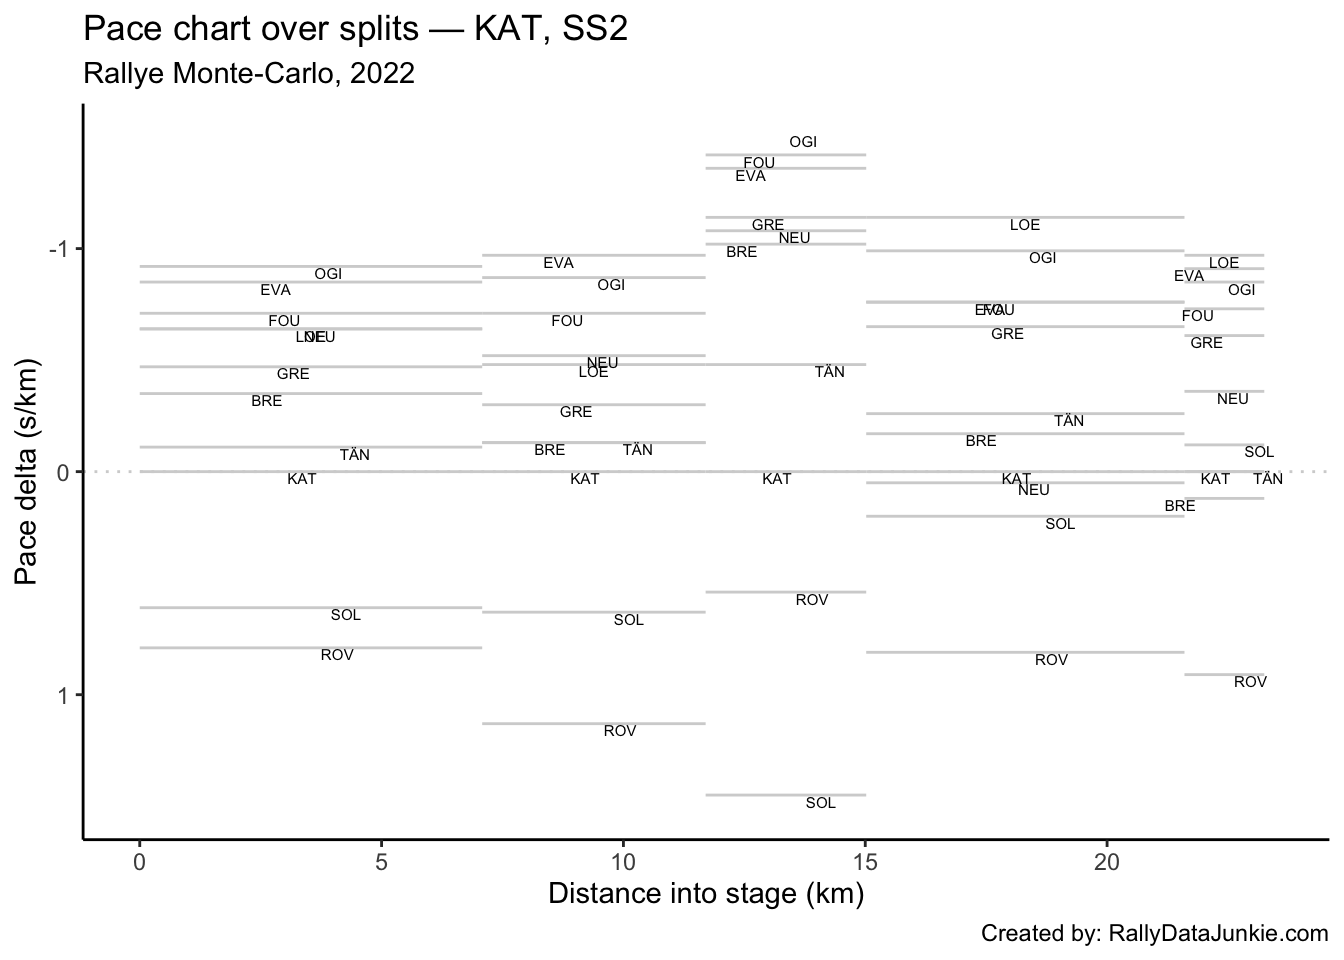 Pace chart over splits — KAT, SS2
Rallye Monte-Carlo, 2022
Pace delta (s/km)
-1
0
1
OGI
EVA
FOU
LOE
NEU
GRE
BRE
TÄN
KAT
SOL
ROV
EVA
OGI
FOU
NEU
LOE
GRE
BRE
TÄN
KAT
SOL
ROV
OGI
FOU
EVA
GRE
NEU
BRE
TÄN
KAT
ROV
SOL
LOE
OGI
EVA
FOU
GRE
TÄN
BRE
KAT
NEU
SOL
ROV
LOE
EVA
OGI
FOU
GRE
NEU
SOL
KAT
TÄN
BRE
ROV
0
5
10
15
20
Distance into stage (km)
Created by: RallyDataJunkie.com